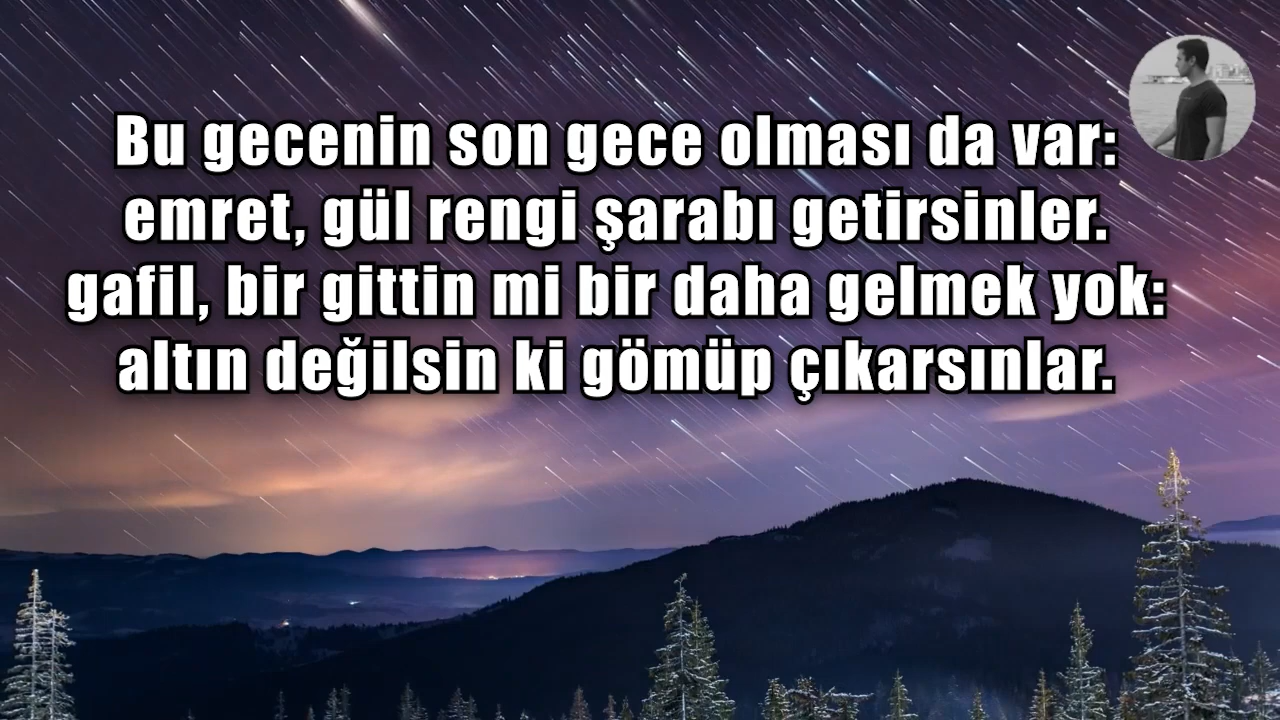 Bu gecenin son gece olması da var:
emret, gül rengi şarabı getirsinler.
gafil, bir gittin mi bir daha gelmek yok:
altın değilsin ki gömüp çıkarsınlar.